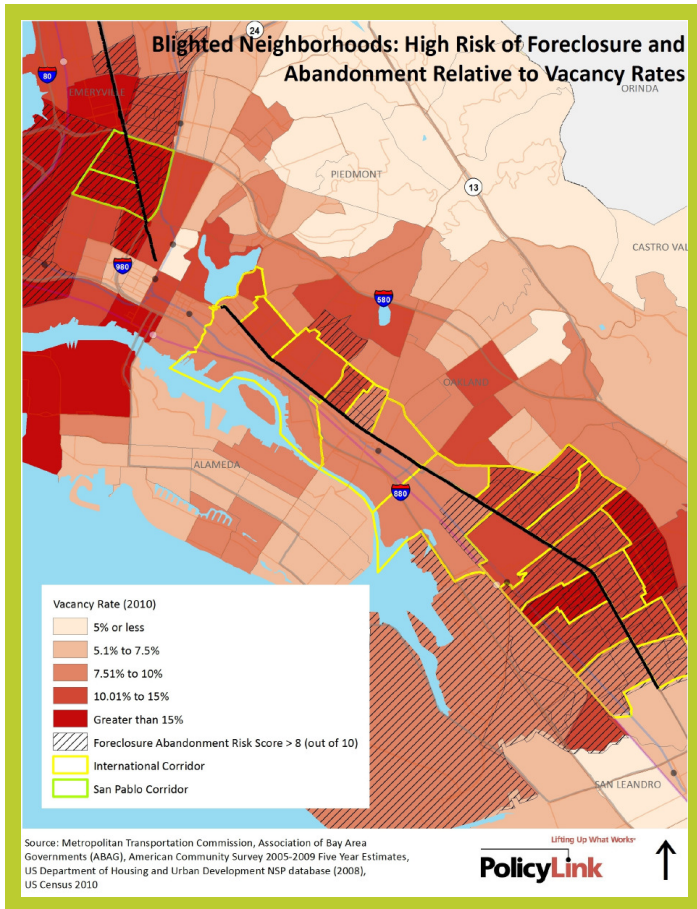 Blighted Neighborhoods: High Risk of Foreclosure and
Abandonment Relative to Vacancy Rates
24
80
EMERYVILLE
ORINDA
PIEDMONT
13
CASTRO VAL
980
580
OAKLAND
ALAMEDA
880
SAN LEANDRO
Vacancy Rate (2010)
5% or less
5.1% to 7.5%
7.51% to 10%
10.01% to 15%
Greater than 15%
Foreclosure Abandonment Risk Score > 8 (out of 10)
International Corridor
San Pablo Corridor
Source: Metropolitan Transportation Commission, Association of Bay Area
Governments (ABAG), American Community Survey 2005-2009 Five Year Estimates,
US Department of Housing and Urban Development NSP database (2008),
US Census 2010
Lifting Up What Works
PolicyLink